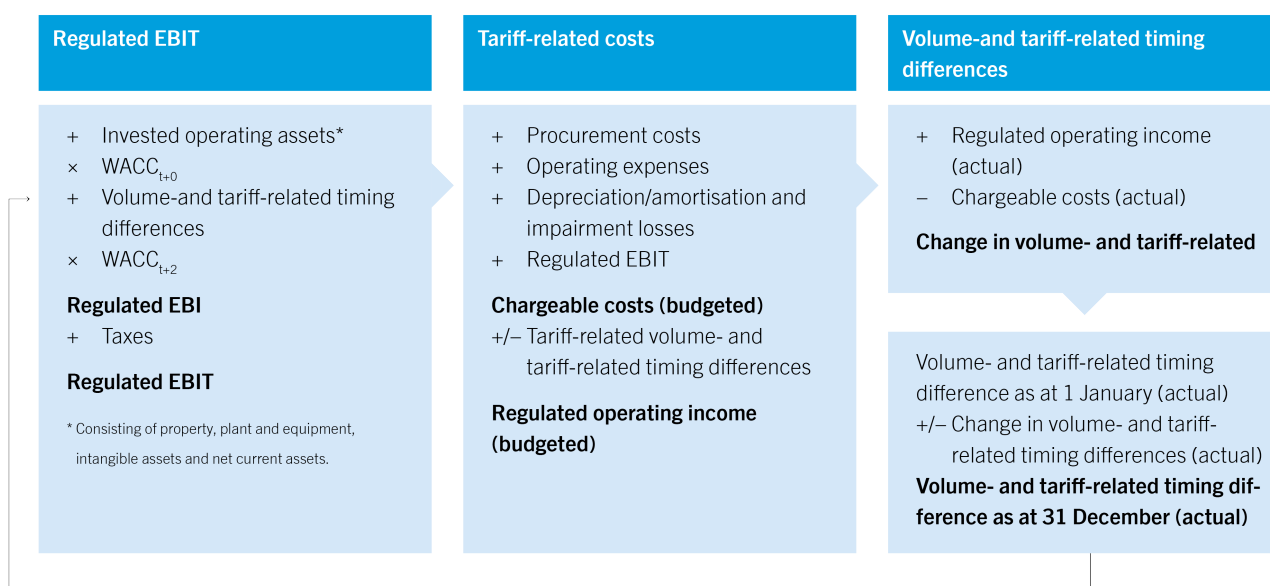 Regulated EBIT
+ Invested operating assets*
× WACCt+0
+ Volume-and tariff-related timing
differences
× WACCt+2
Regulated EBI
+ Taxes
Regulated EBIT
* Consisting of property, plant and equipment,
intangible assets and net current assets.
Tariff-related costs
+ Procurement costs
+ Operating expenses
+ Depreciation/amortisation and
impairment losses
+ Regulated EBIT
Chargeable costs (budgeted)
+/– Tariff-related volume- and
tariff-related timing differences
Regulated operating income
(budgeted)
Volume-and tariff-related timing
differences
+ Regulated operating income
(actual)
– Chargeable costs (actual)
Change in volume- and tariff-related
Volume- and tariff-related timing
difference as at 1 January (actual)
+/– Change in volume- and tariff-
related timing differences (actual)
Volume- and tariff-related timing dif-
ference as at 31 December (actual)